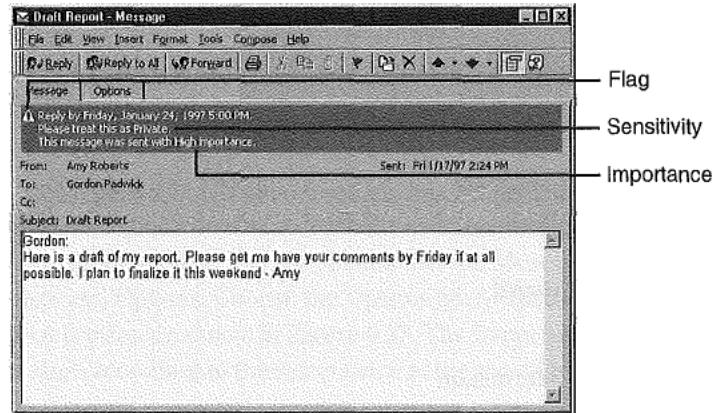 Draft Report - Message
File Edit View Insert Format Tools Compose Help
Reply Reply to All Forward
Message Options
Reply by Friday, January 24, 1997 5:00 PM.
Please treat this as Private.
This message was sent with High importance.
From: Amy Roberts Sent: Fri 1/17/97 2:24 PM
To: Gordon Padwick
Cc:
Subject: Draft Report
Gordon:
Here is a draft of my report. Please get me have your comments by Friday if at all
possible. I plan to finalize it this weekend - Amy
Flag
Sensitivity
Importance